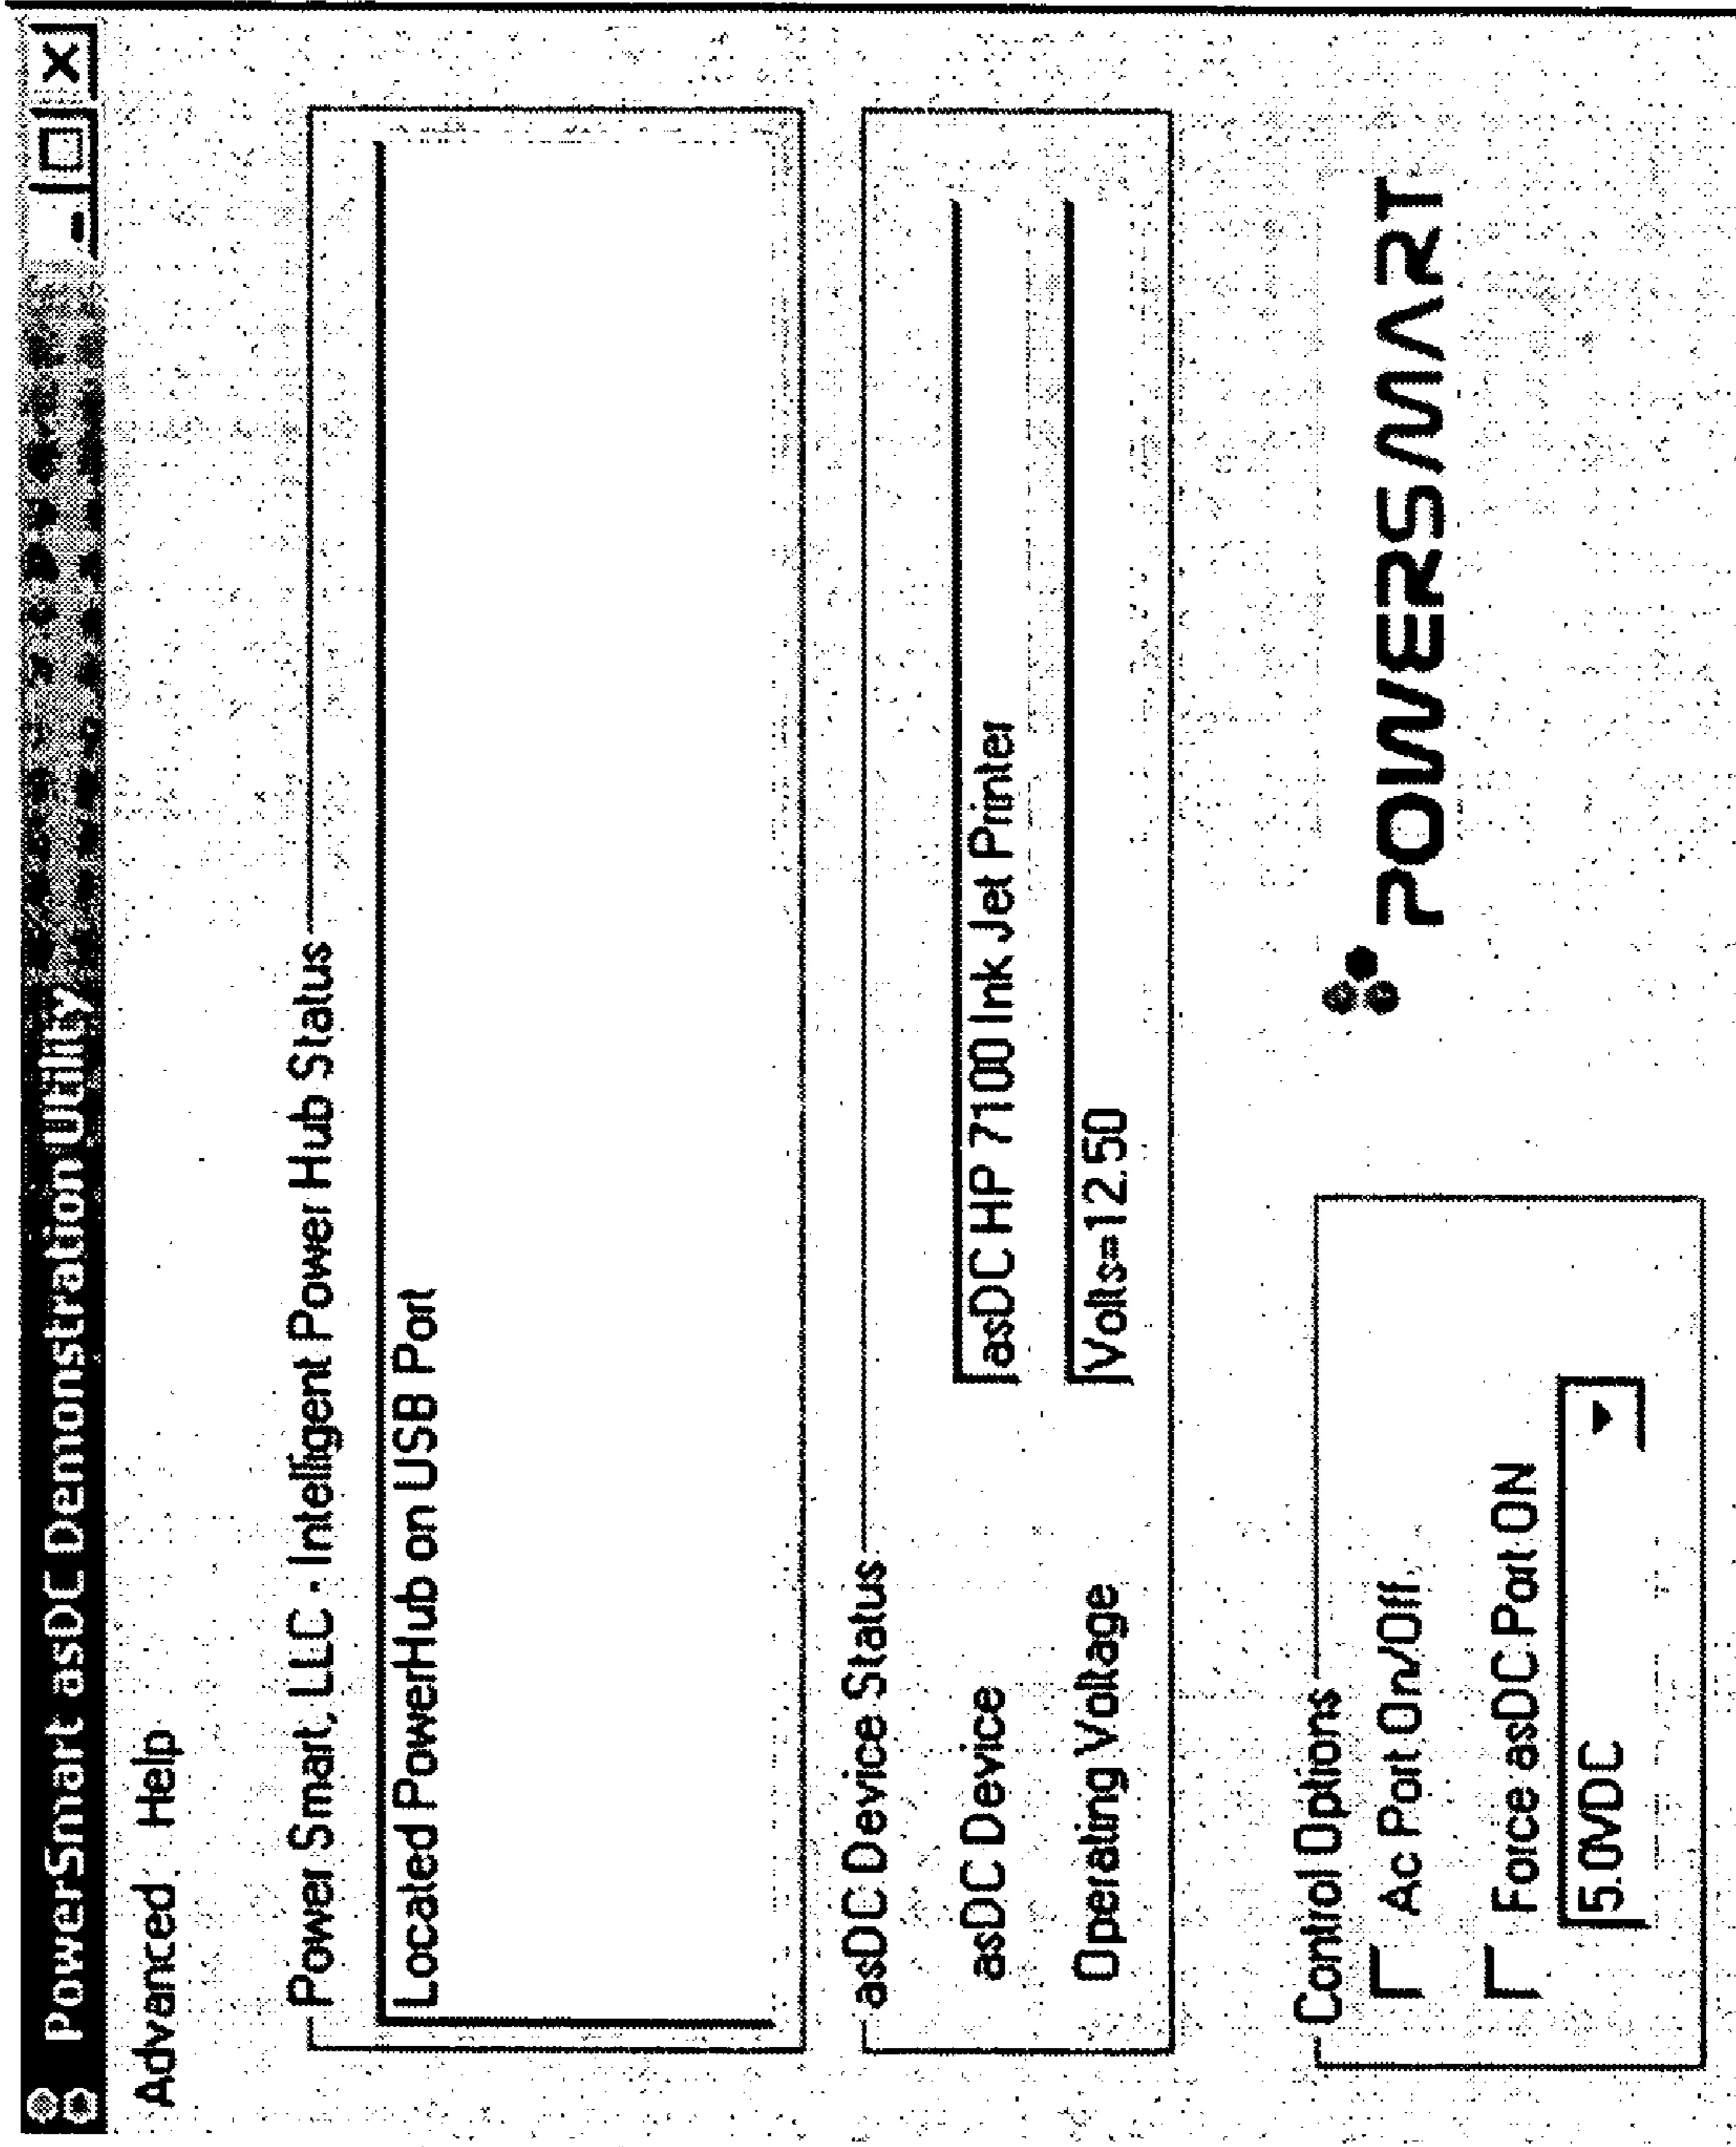 PowerSmart asDC Demonstration Utility
Advanced Help
Power Smart, LLC - Intelligent Power Hub Status
Located PowerHub on USB Port
asDC Device Status
asDC Device
asDC HP 7100 Ink Jet Printer
Operating Voltage
Volts=12.50
Control Options
Ac Port On/Off
Force asDC Port ON
5.0VDC
POWERSMART